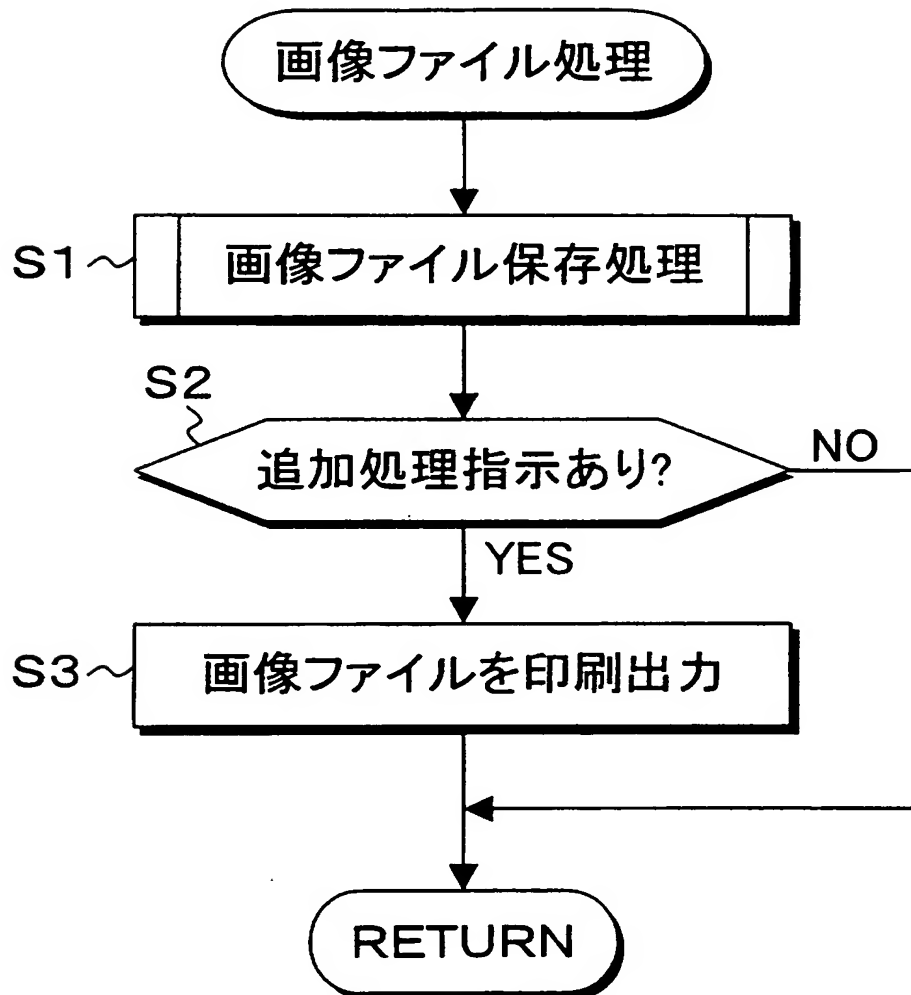 画像ファイル処理
S1
画像ファイル保存処理
S2
追加処理指示あり?
NO
YES
S3
画像ファイルを印刷出力
RETURN